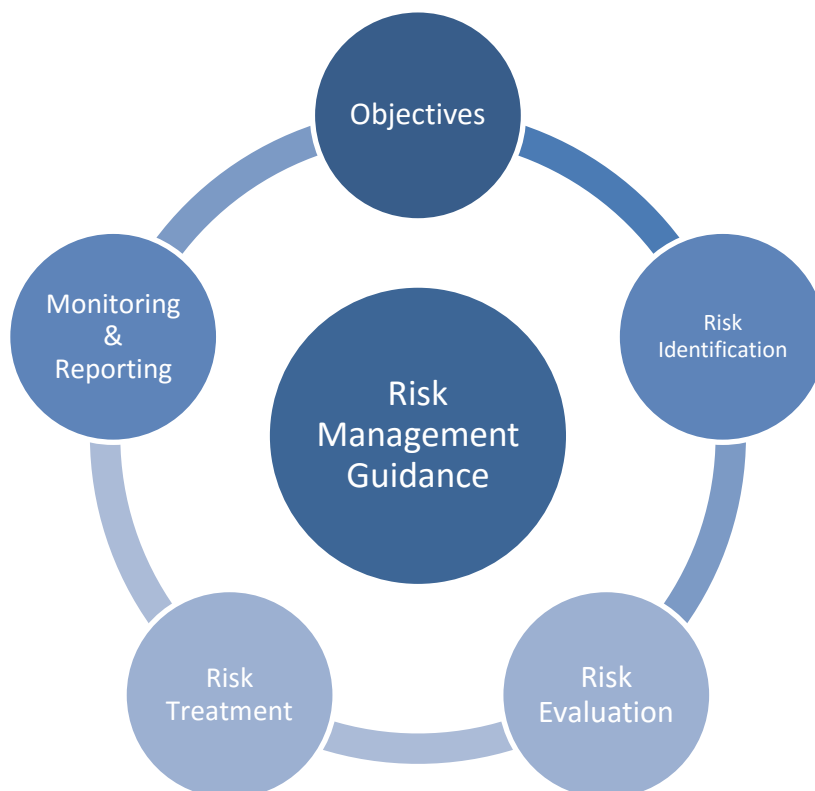 Objectives
Risk
Identification
Risk
Evaluation
Risk
Treatment
Monitoring
&
Reporting
Risk
Management
Guidance